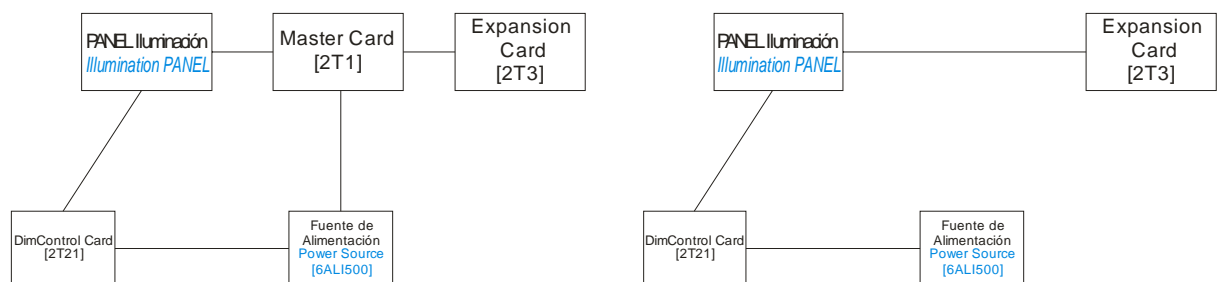 PANEL Iluminación
Illumination PANEL
Master Card
[2T1]
Expansion
Card
[2T3]
DimControl Card
[2T21]
Fuente de
Alimentación
Power Source
[6ALI500]
PANEL Iluminación
Illumination PANEL
Expansion
Card
[2T3]
DimControl Card
[2T21]
Fuente de
Alimentación
Power Source
[6ALI500]